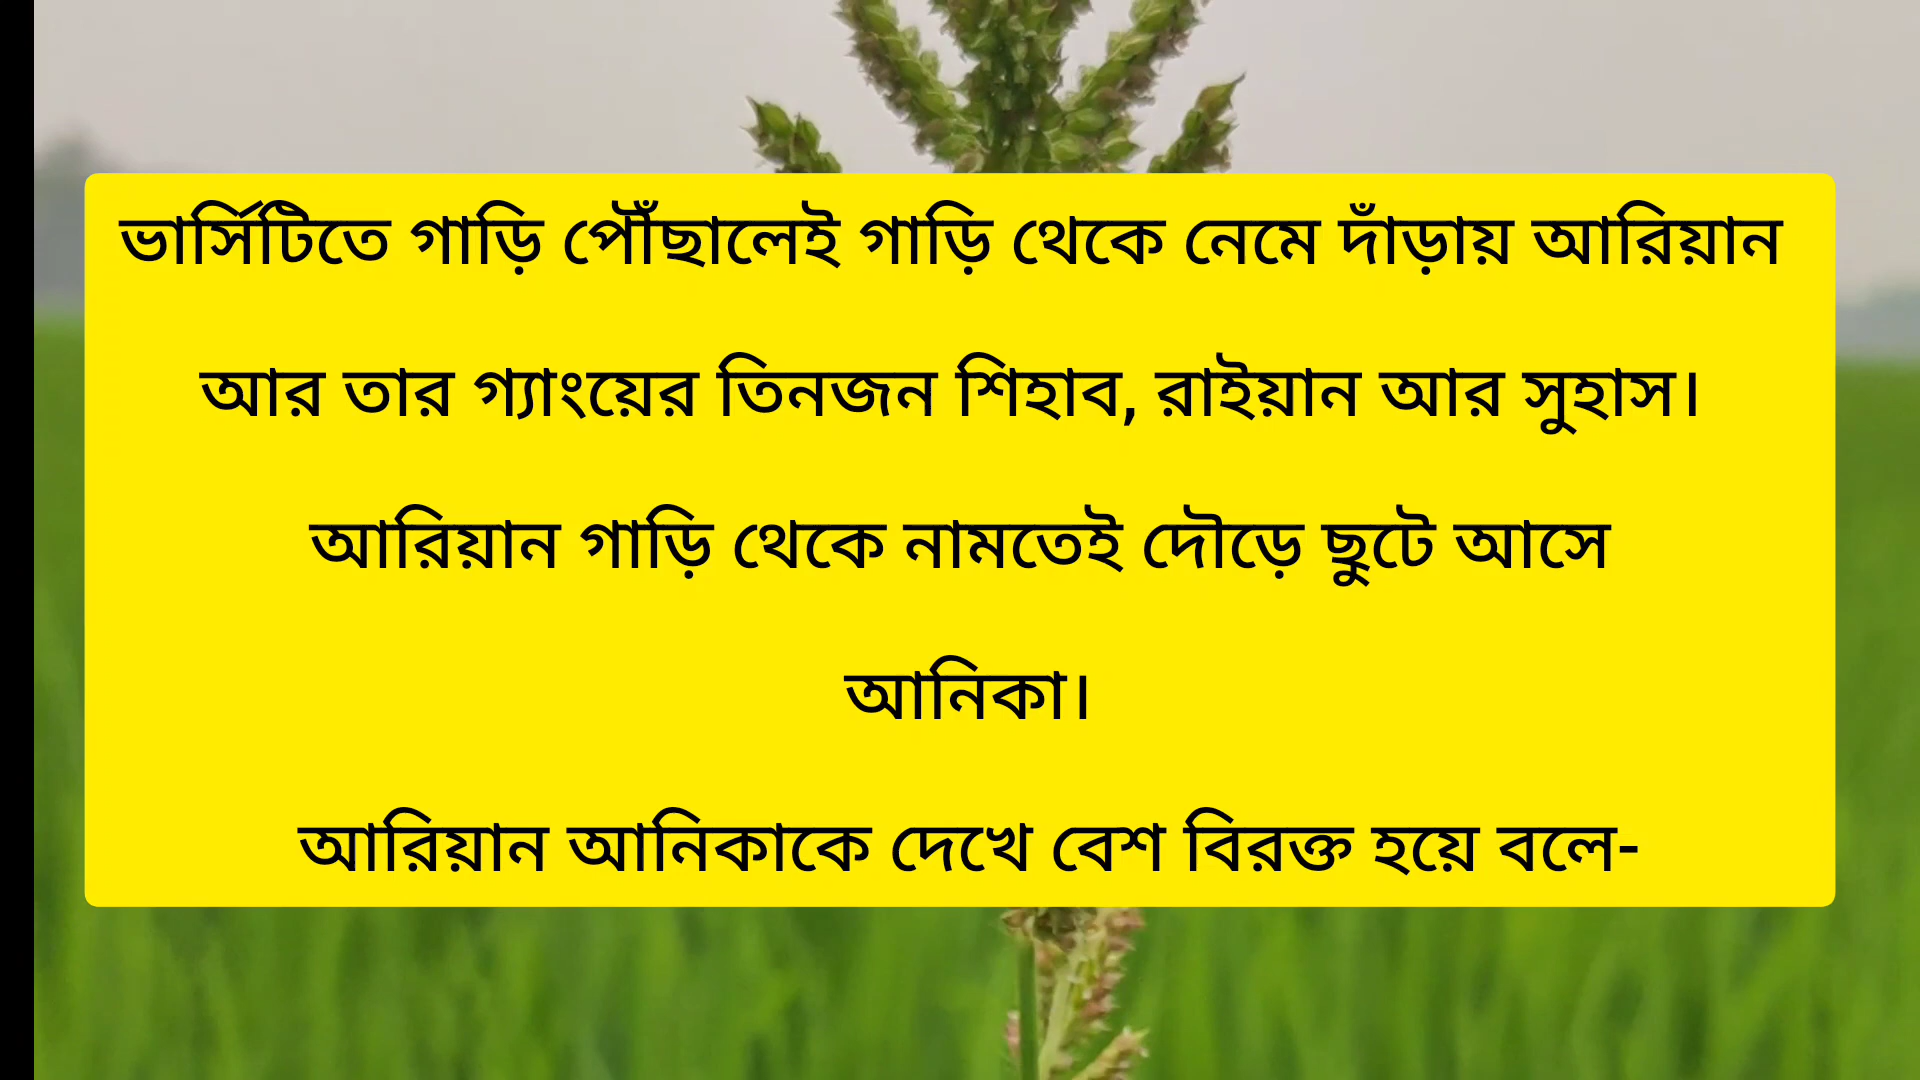 ভার্সিটিতে গাড়ি পৌঁছালেই গাড়ি থেকে নেমে দাঁড়ায় আরিয়ান
আর তার গ্যাংয়ের তিনজন শিহাব, রাইয়ান আর সুহাস।
আরিয়ান গাড়ি থেকে নামতেই দৌড়ে ছুটে আসে
আনিকা।
আরিয়ান আনিকাকে দেখে বেশ বিরক্ত হয়ে বলে-